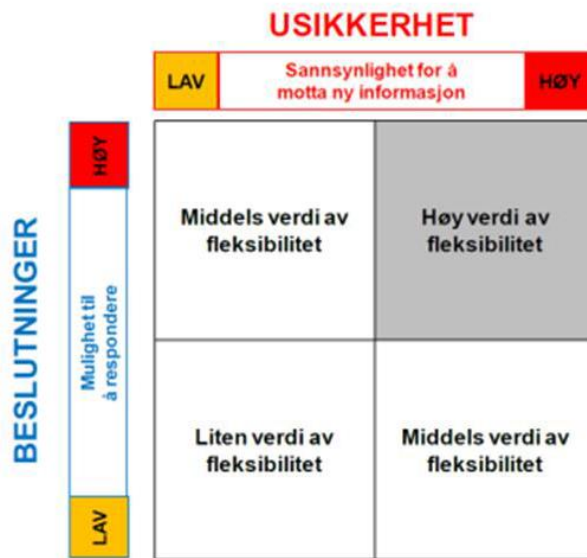 USIKKERHET
LAV
Sannsynlighet for å
motta ny informasjon
HØY
BESLUTNINGER
HØY
Mulighet til
å respondere
LAV
Middels verdi av
fleksibilitet
Høy verdi av
fleksibilitet
Liten verdi av
fleksibilitet
Middels verdi av
fleksibilitet